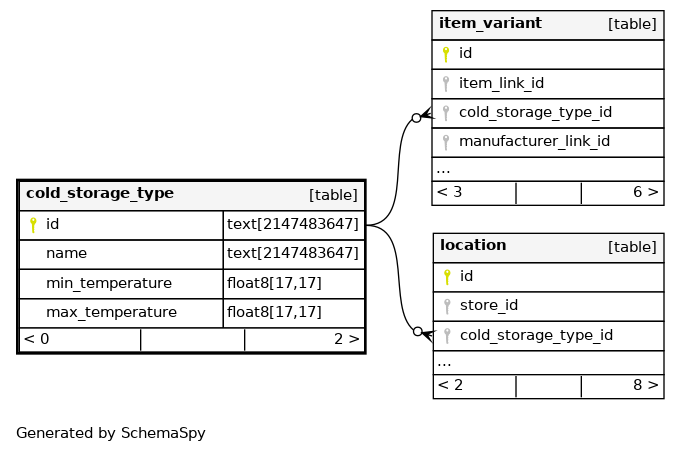 item_variant [table]
id
item_link_id
cold_storage_type_id
manufacturer_link_id
...
< 3 6 >
cold_storage_type [table]
id text[2147483647]
name text[2147483647]
min_temperature float8[17,17]
max_temperature float8[17,17]
< 0 2 >
location [table]
id
store_id
cold_storage_type_id
...
< 2 8 >
Generated by SchemaSpy